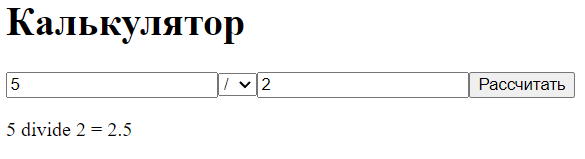 Калькулятор
5 / 2 Рассчитать
5 divide 2 = 2.5